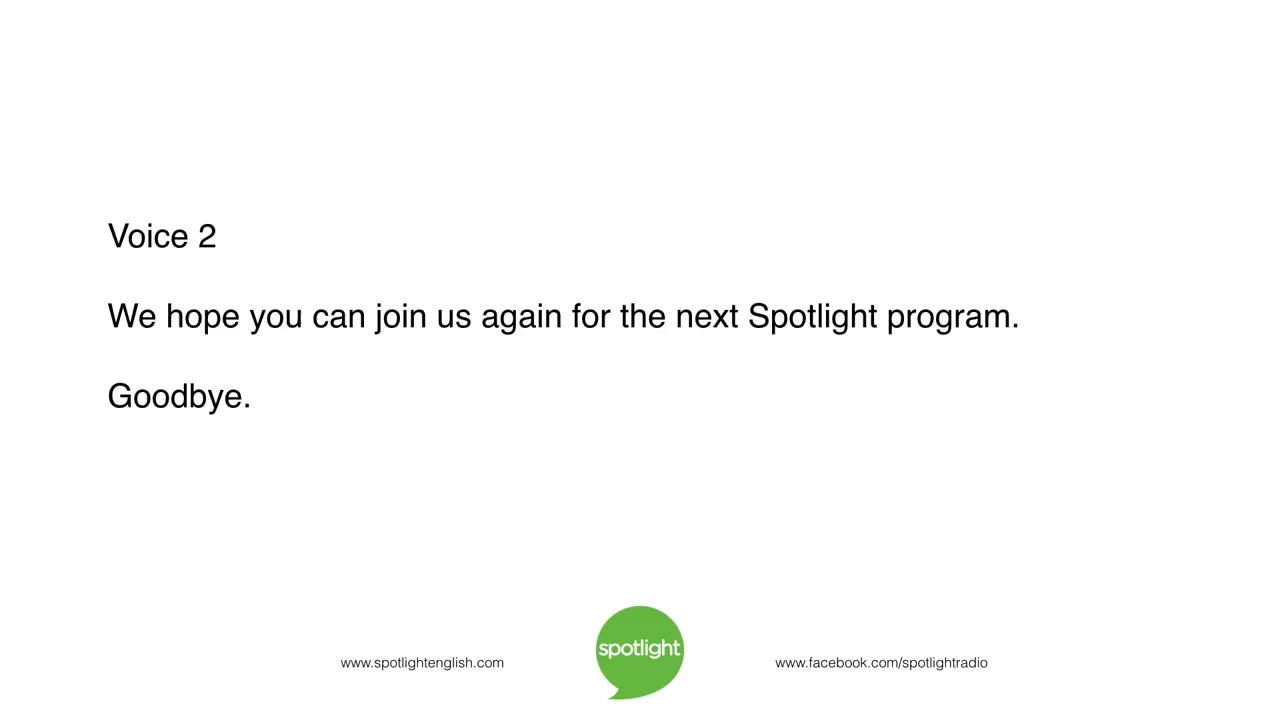 Voice 2
We hope you can join us again for the next Spotlight program.
Goodbye.
www.spotlightenglish.com
spotlight
www.facebook.com/spotlightradio